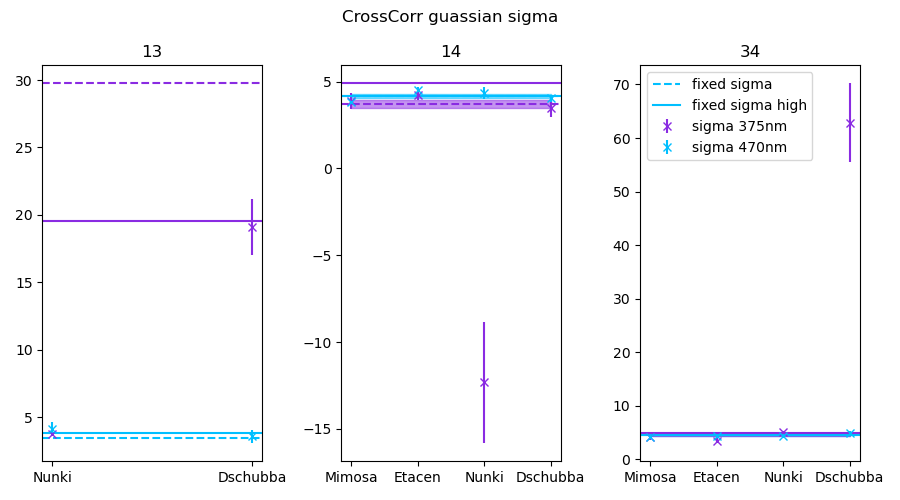 CrossCorr guassian sigma
13
30
25
20
15
10
5
Nunki Dschubba
14
5
0
−5
−10
−15
Mimosa Etacen Nunki Dschubba
34
70
60
50
40
30
20
10
0
Mimosa Etacen Nunki Dschubba
fixed sigma
fixed sigma high
sigma 375nm
sigma 470nm